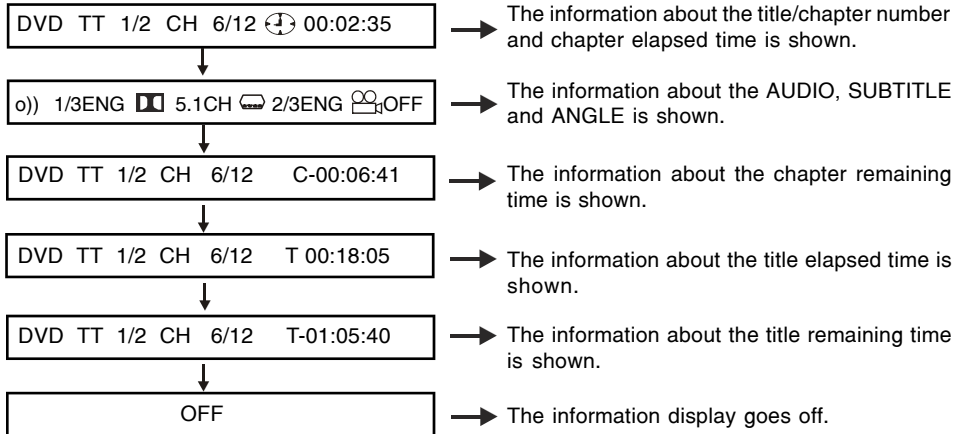 DVD TT 1/2 CH 6/12 00:02:35
The information about the title/chapter number
and chapter elapsed time is shown.
o)) 1/3ENG 5.1CH 2/3ENG OFF
The information about the AUDIO, SUBTITLE
and ANGLE is shown.
DVD TT 1/2 CH 6/12 C-00:06:41
The information about the chapter remaining
time is shown.
DVD TT 1/2 CH 6/12 T 00:18:05
The information about the title elapsed time is
shown.
DVD TT 1/2 CH 6/12 T-01:05:40
The information about the title remaining time
is shown.
OFF
The information display goes off.